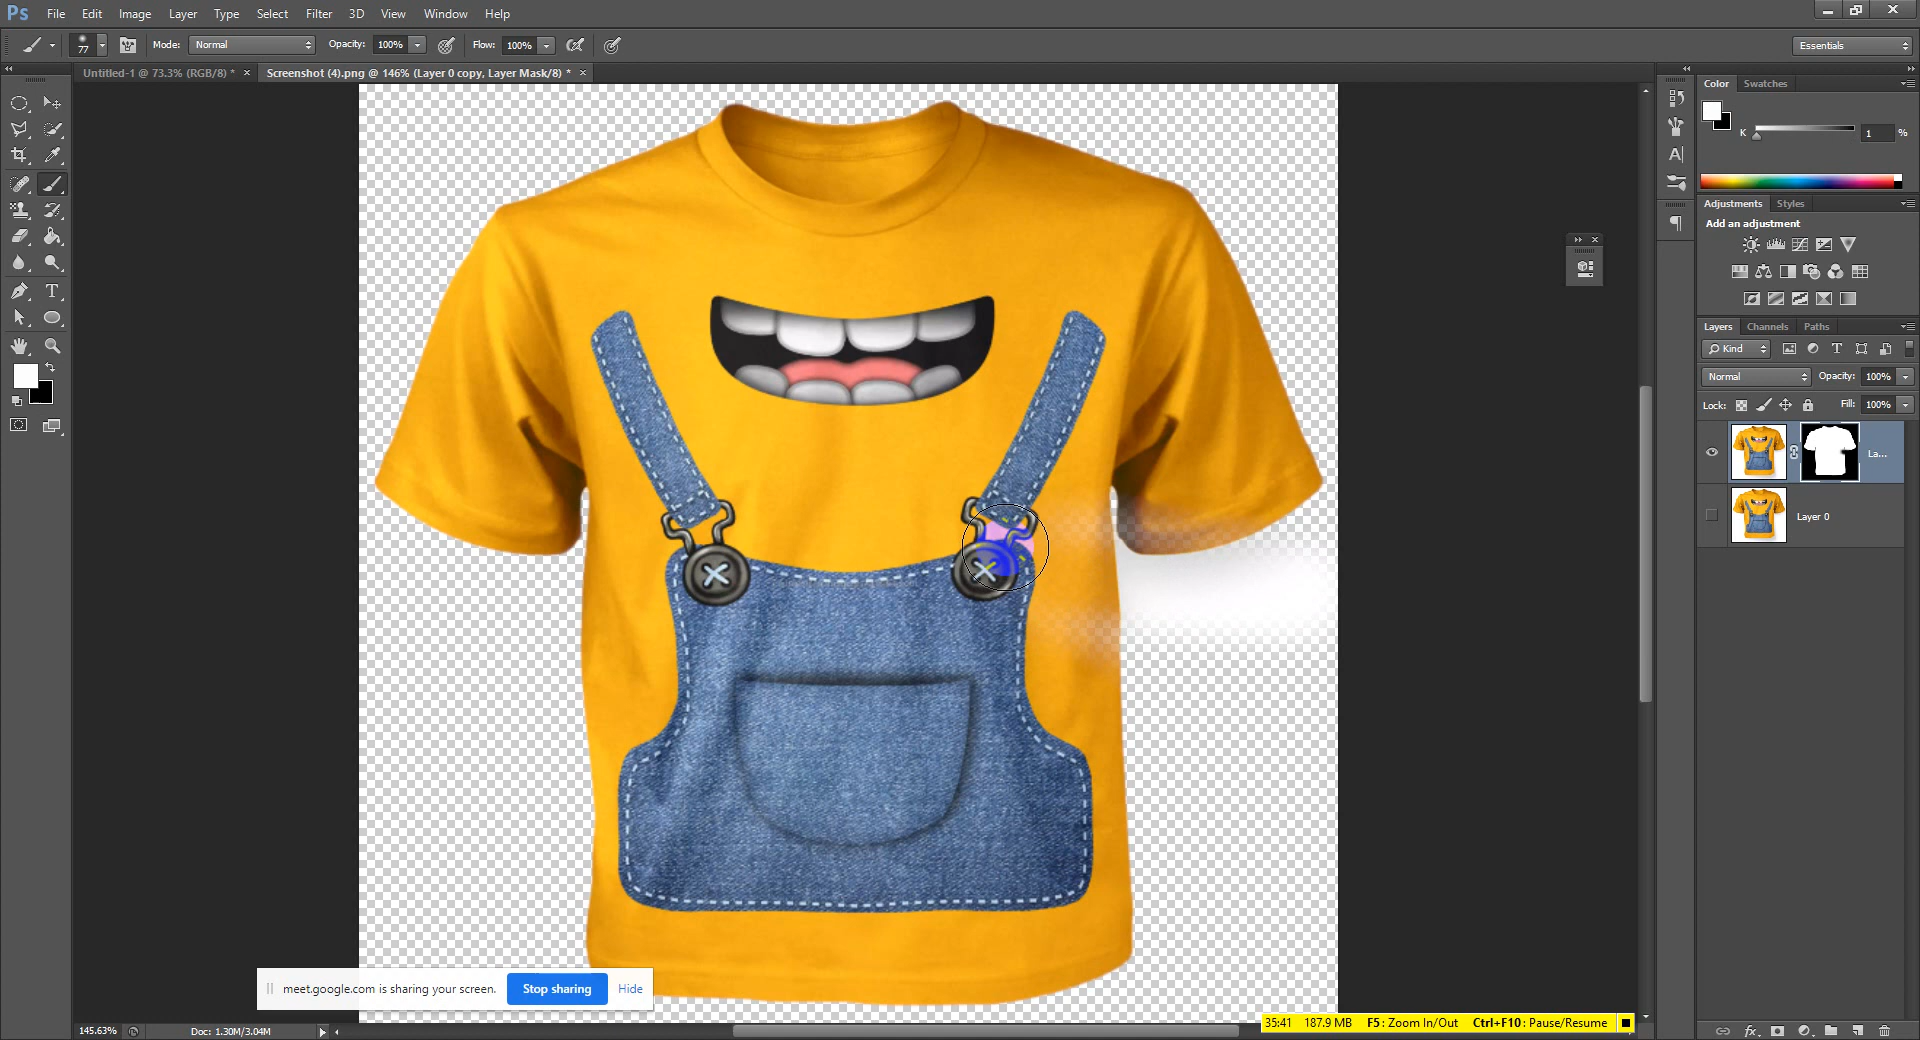 Ps File Edit Image Layer Type Select Filter 3D View Window Help
77 Mode: Normal Opacity: 100% Flow: 100% Essentials
Untitled-1 @ 73.3% (RGB/8) * × Screenshot (4).png @ 146% (Layer 0 copy, Layer Mask/8) * ×
Color Swatches
K 1 %
Adjustments Styles
Add an adjustment
Layers Channels Paths
Kind
Normal Opacity: 100%
Lock: Fill: 100%
La...
Layer 0
meet.google.com is sharing your screen. Stop sharing Hide
145.63% Doc: 1.30M/3.04M
35:41 187.9 MB F5: Zoom In/Out Ctrl+F10: Pause/Resume